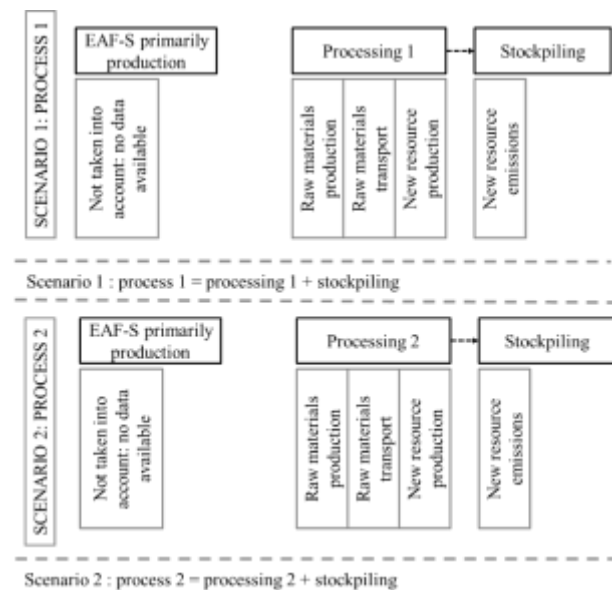 SCENARIO 1: PROCESS 1
EAF-S primarily
production
Not taken into
account: no data
available
Processing 1
Raw materials
production
Raw materials
transport
New resource
production
Stockpiling
New resource
emissions
Scenario 1 : process 1 = processing 1 + stockpiling
SCENARIO 2: PROCESS 2
EAF-S primarily
production
Not taken into
account: no data
available
Processing 2
Raw materials
production
Raw materials
transport
New resource
production
Stockpiling
New resource
emissions
Scenario 2 : process 2 = processing 2 + stockpiling